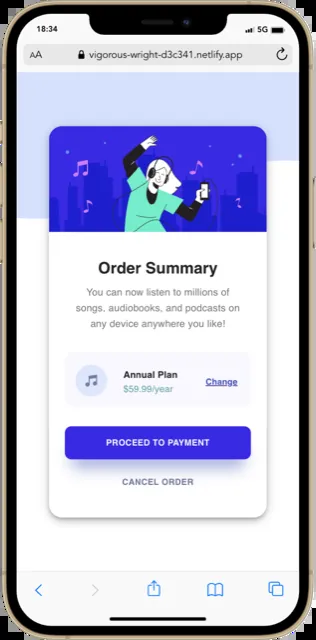 18:34
5G
AA
vigorous-wright-d3c341.netlify.app
Order Summary
You can now listen to millions of
songs, audiobooks, and podcasts on
any device anywhere you like!
Annual Plan
$59.99/year
Change
PROCEED TO PAYMENT
CANCEL ORDER